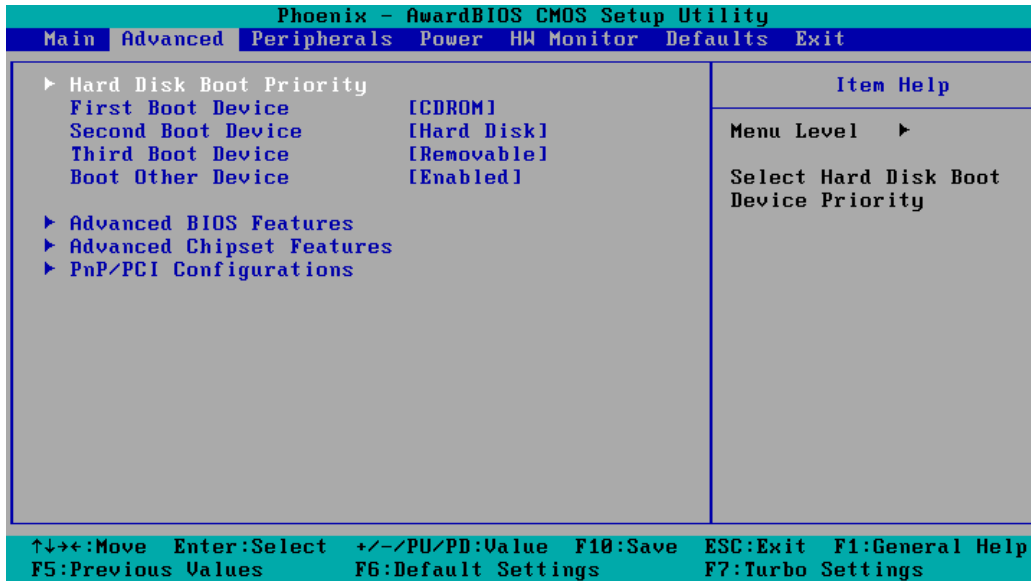 Phoenix - AwardBIOS CMOS Setup Utility
Main Advanced Peripherals Power HW Monitor Defaults Exit
▶ Hard Disk Boot Priority
First Boot Device [CDROM]
Second Boot Device [Hard Disk]
Third Boot Device [Removable]
Boot Other Device [Enabled]
▶ Advanced BIOS Features
▶ Advanced Chipset Features
▶ PnP/PCI Configurations
Item Help
Menu Level ▶
Select Hard Disk Boot
Device Priority
↑↓→←:Move Enter:Select +/-/PU/PD:Value F10:Save ESC:Exit F1:General Help
F5:Previous Values F6:Default Settings F7:Turbo Settings